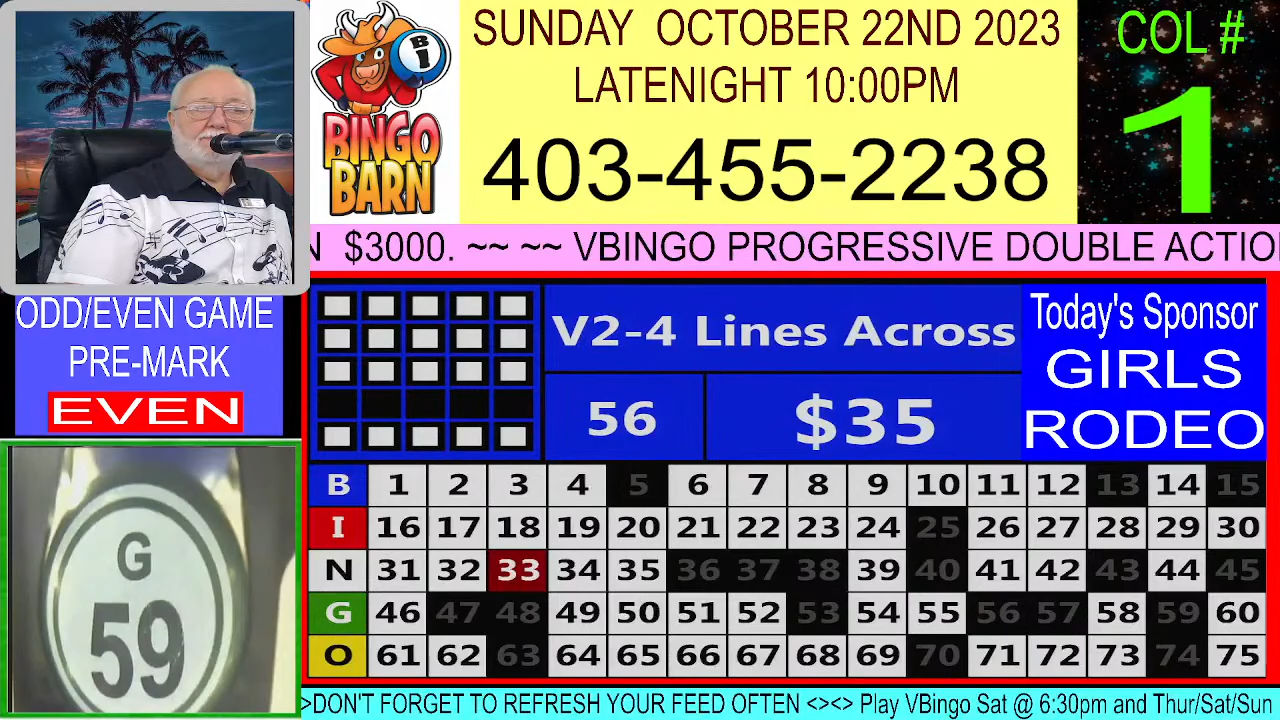 SUNDAY OCTOBER 22ND 2023
LATENIGHT 10:00PM
403-455-2238
COL #
1
BI
BINGO
BARN
$3000. ~~ ~~ VBINGO PROGRESSIVE DOUBLE ACTIO
ODD/EVEN GAME
PRE-MARK
EVEN
V2-4 Lines Across
56
$35
Today's Sponsor
GIRLS
RODEO
B 1 2 3 4 5 6 7 8 9 10 11 12 13 14 15
I 16 17 18 19 20 21 22 23 24 25 26 27 28 29 30
N 31 32 33 34 35 36 37 38 39 40 41 42 43 44 45
G 46 47 48 49 50 51 52 53 54 55 56 57 58 59 60
O 61 62 63 64 65 66 67 68 69 70 71 72 73 74 75
G
59
>DON'T FORGET TO REFRESH YOUR FEED OFTEN <><> Play VBingo Sat @ 6:30pm and Thur/Sat/Sun